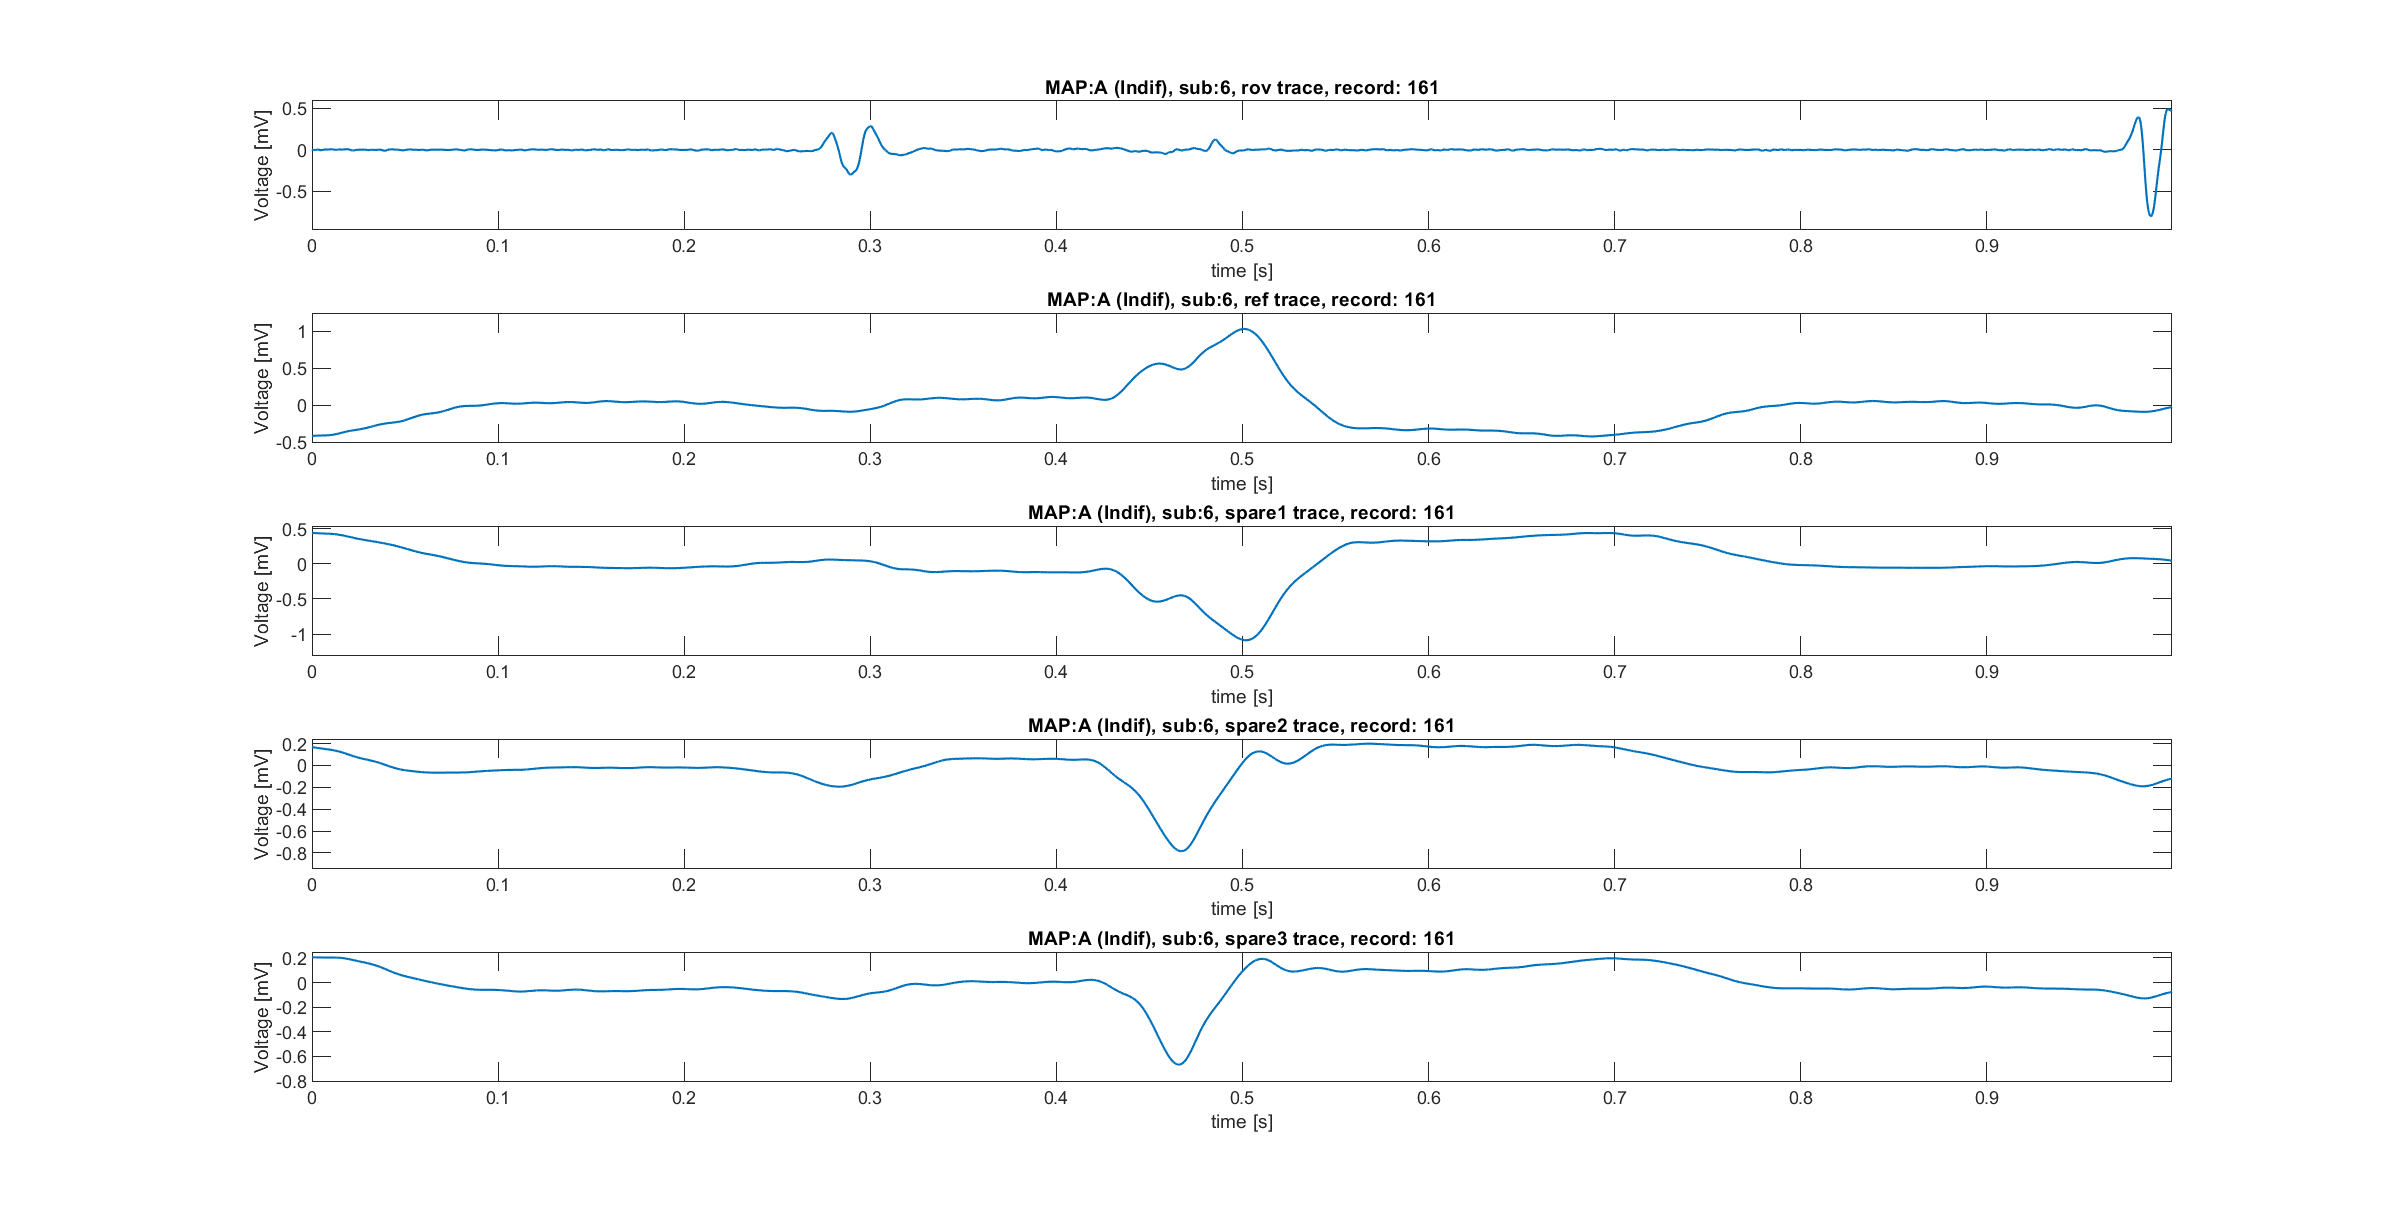 MAP:A (Indif), sub:6, rov trace, record: 161
Voltage [mV]
0.5
0
-0.5
0 0.1 0.2 0.3 0.4 0.5 0.6 0.7 0.8 0.9
time [s]
MAP:A (Indif), sub:6, ref trace, record: 161
Voltage [mV]
1
0.5
0
-0.5
0 0.1 0.2 0.3 0.4 0.5 0.6 0.7 0.8 0.9
time [s]
MAP:A (Indif), sub:6, spare1 trace, record: 161
Voltage [mV]
0.5
0
-0.5
-1
0 0.1 0.2 0.3 0.4 0.5 0.6 0.7 0.8 0.9
time [s]
MAP:A (Indif), sub:6, spare2 trace, record: 161
Voltage [mV]
0.2
0
-0.2
-0.4
-0.6
-0.8
0 0.1 0.2 0.3 0.4 0.5 0.6 0.7 0.8 0.9
time [s]
MAP:A (Indif), sub:6, spare3 trace, record: 161
Voltage [mV]
0.2
0
-0.2
-0.4
-0.6
-0.8
0 0.1 0.2 0.3 0.4 0.5 0.6 0.7 0.8 0.9
time [s]